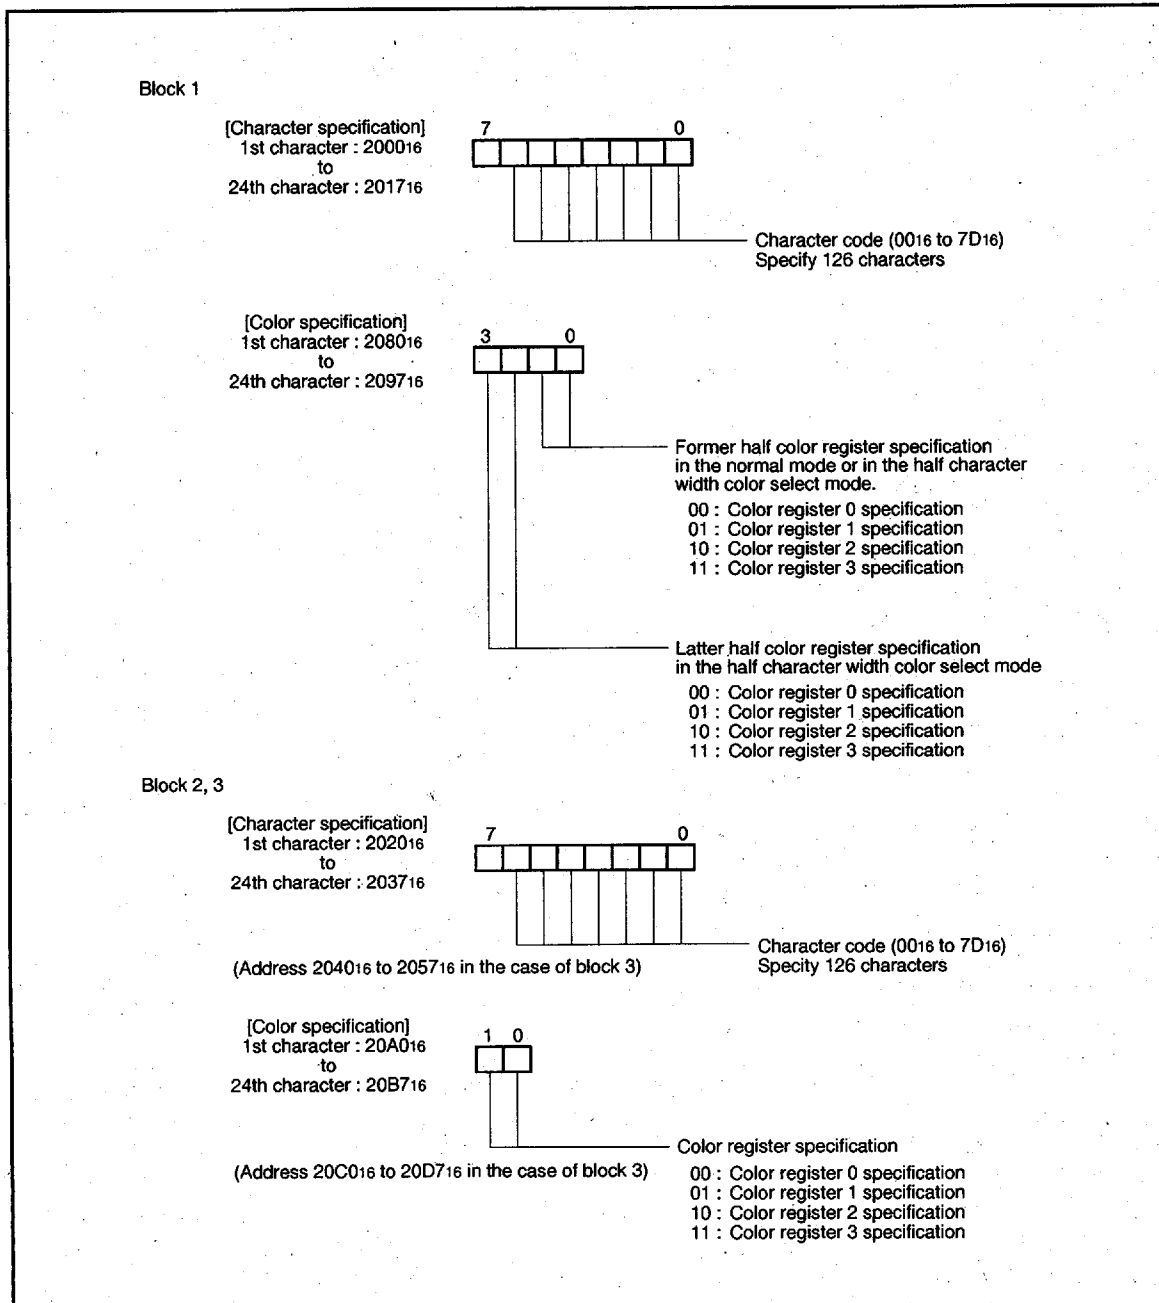 Block 1
[Character specification]
1st character : 2000₁₆
to
24th character : 2017₁₆
7 0
Character code (00₁₆ to 7D₁₆)
Specify 126 characters
[Color specification]
1st character : 2080₁₆
to
24th character : 2097₁₆
3 0
Former half color register specification
in the normal mode or in the half character
width color select mode.
00 : Color register 0 specification
01 : Color register 1 specification
10 : Color register 2 specification
11 : Color register 3 specification
Latter half color register specification
in the half character width color select mode
00 : Color register 0 specification
01 : Color register 1 specification
10 : Color register 2 specification
11 : Color register 3 specification
Block 2, 3
[Character specification]
1st character : 2020₁₆
to
24th character : 2037₁₆
7 0
Character code (00₁₆ to 7D₁₆)
Specify 126 characters
(Address 2040₁₆ to 2057₁₆ in the case of block 3)
[Color specification]
1st character : 20A0₁₆
to
24th character : 20B7₁₆
1 0
Color register specification
(Address 20C0₁₆ to 20D7₁₆ in the case of block 3)
00 : Color register 0 specification
01 : Color register 1 specification
10 : Color register 2 specification
11 : Color register 3 specification